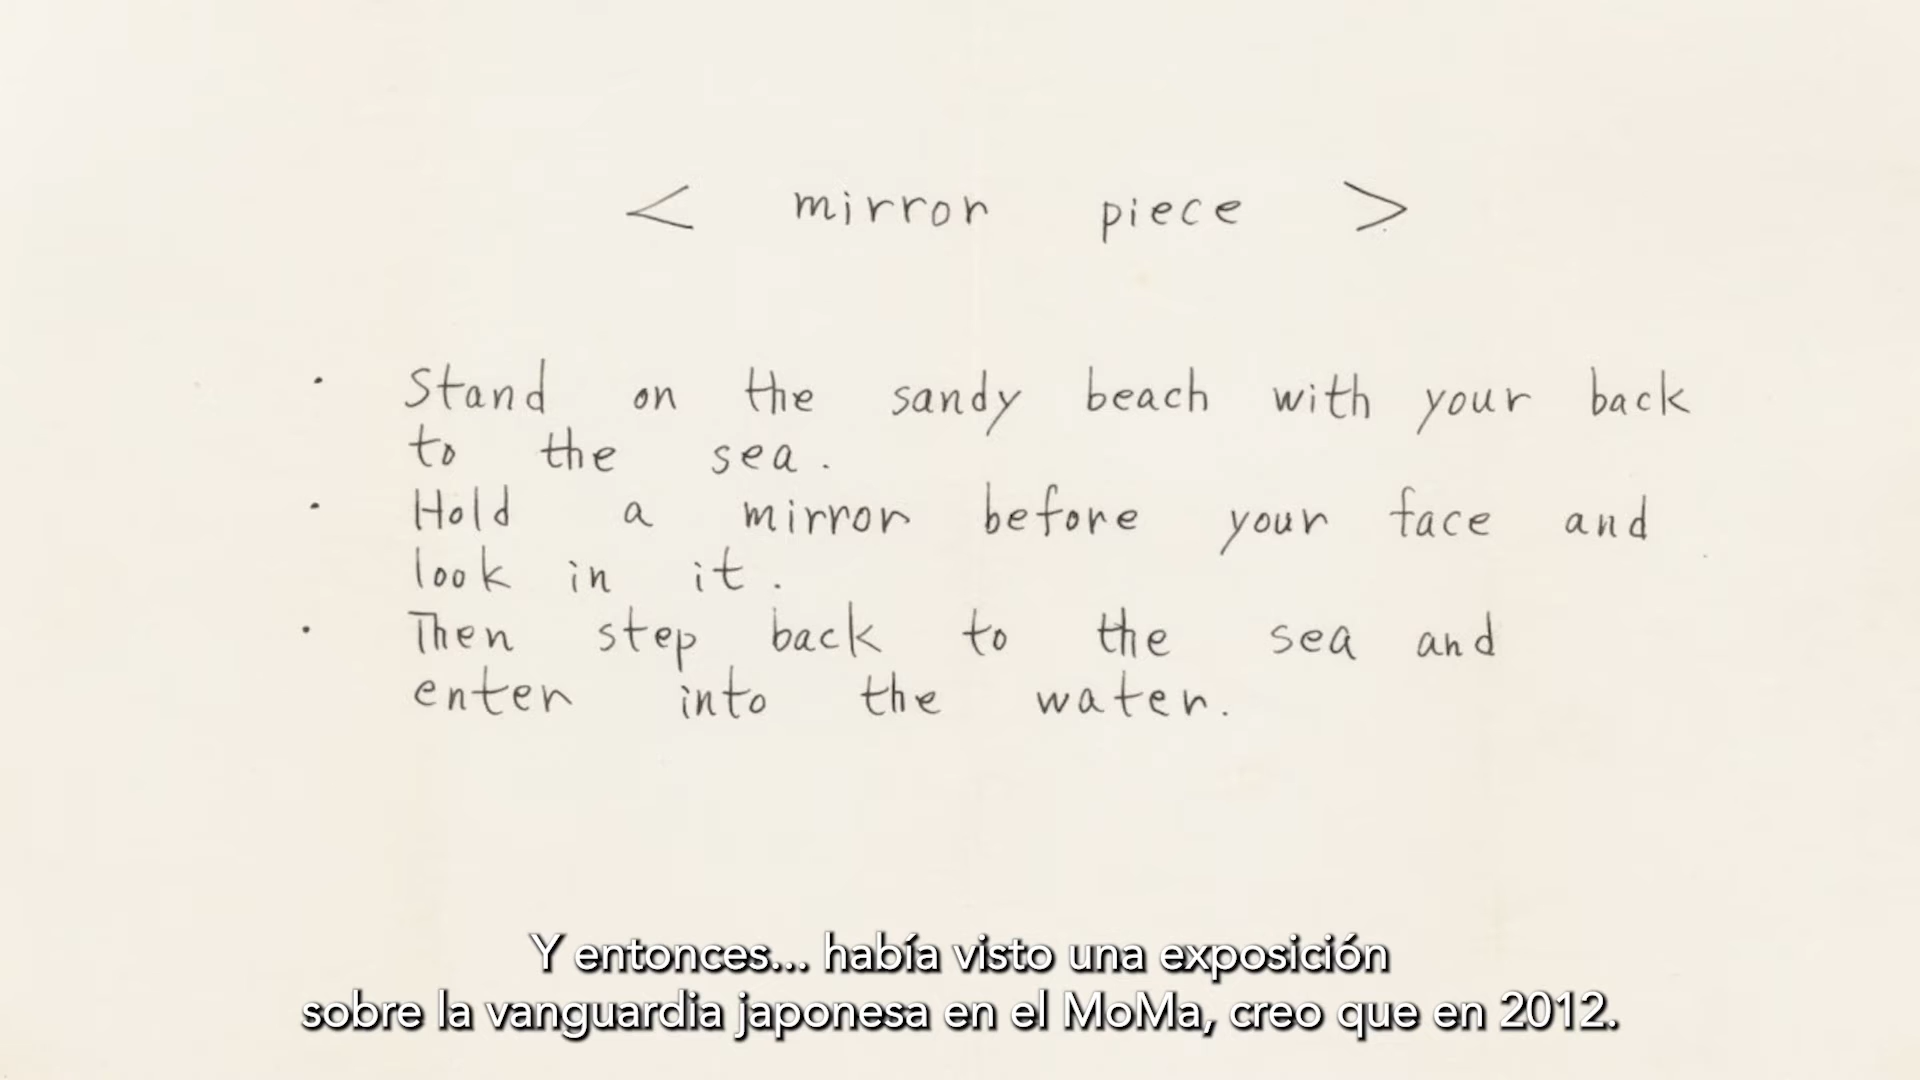 < mirror piece >
· Stand on the sandy beach with your back
to the sea.
· Hold a mirror before your face and
look in it.
· Then step back to the sea and
enter into the water.
Y entonces... había visto una exposición
sobre la vanguardia japonesa en el MoMa, creo que en 2012.